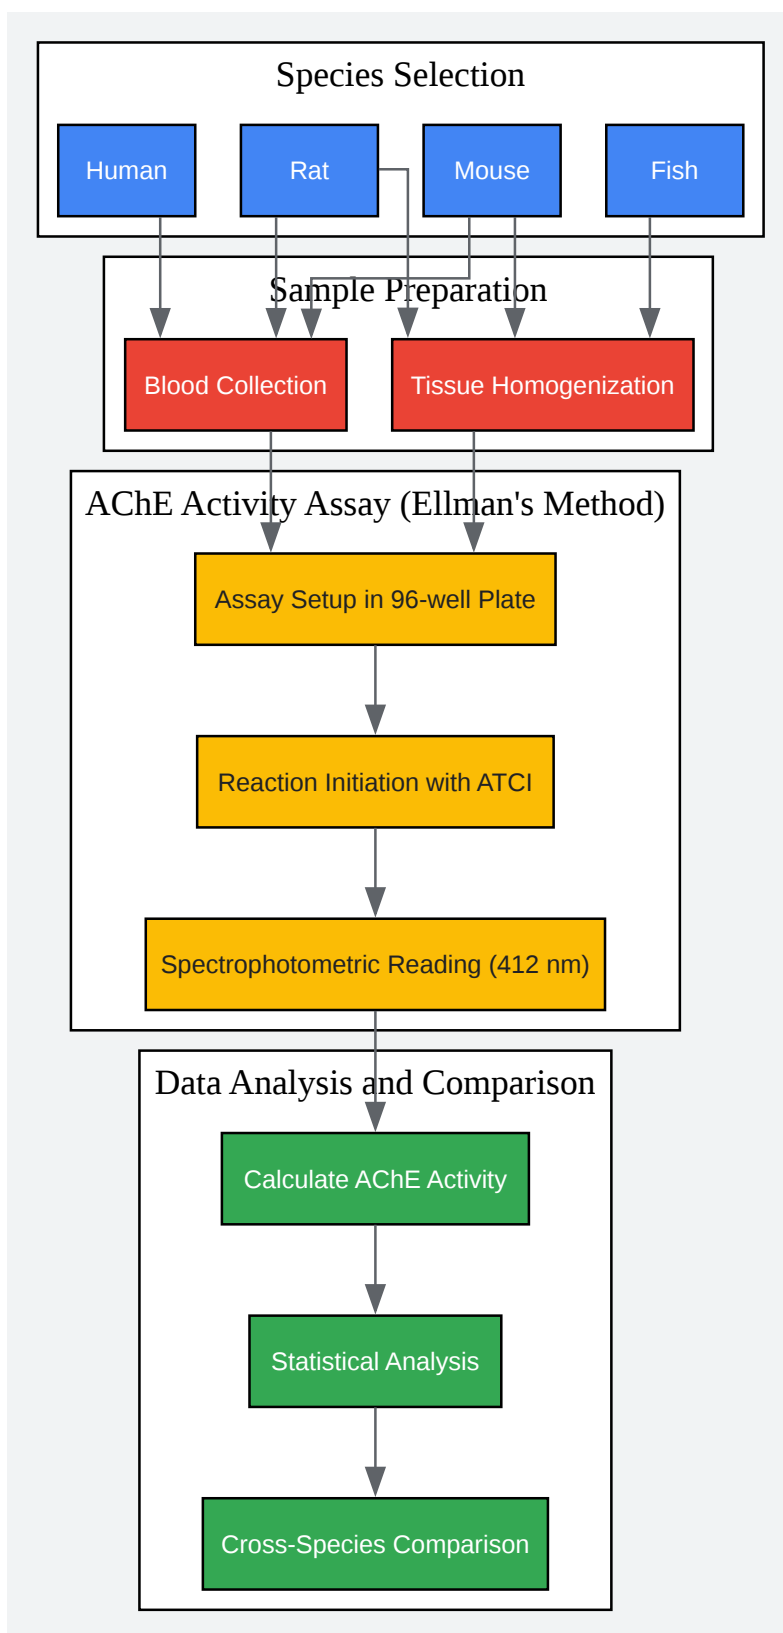 Species Selection
Human
Rat
Mouse
Fish
Sample Preparation
Blood Collection
Tissue Homogenization
AChE Activity Assay (Ellman's Method)
Assay Setup in 96-well Plate
Reaction Initiation with ATCI
Spectrophotometric Reading (412 nm)
Data Analysis and Comparison
Calculate AChE Activity
Statistical Analysis
Cross-Species Comparison